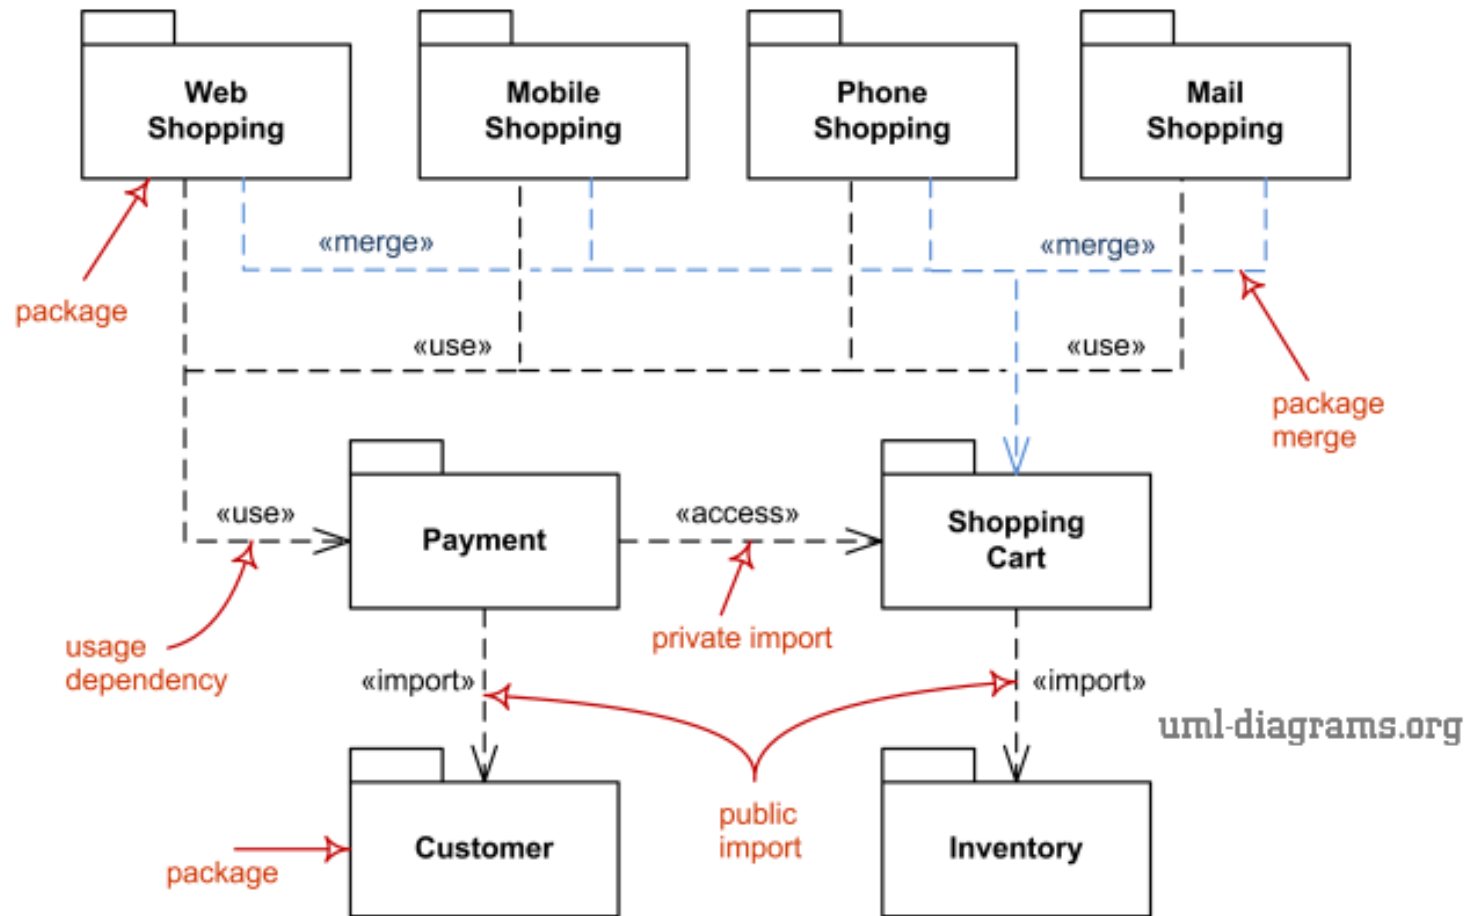 Web
Shopping
Mobile
Shopping
Phone
Shopping
Mail
Shopping
«merge»
«merge»
package
«use»
«use»
package
merge
«use»
Payment
«access»
Shopping
Cart
usage
dependency
private import
«import»
«import»
uml-diagrams.org
public
import
Customer
Inventory
package